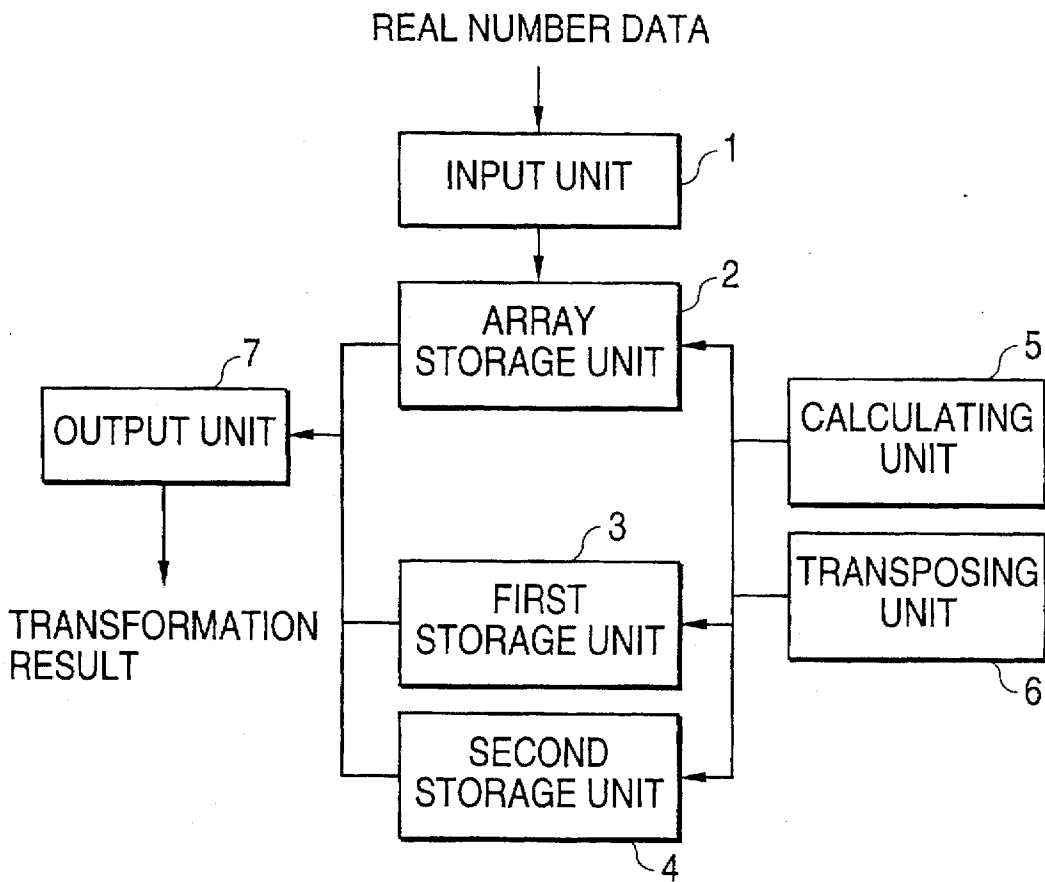 REAL NUMBER DATA
1
INPUT UNIT
2
ARRAY
STORAGE UNIT
7
OUTPUT UNIT
5
CALCULATING
UNIT
3
FIRST
STORAGE UNIT
TRANSPOSING
UNIT
6
TRANSFORMATION
RESULT
SECOND
STORAGE UNIT
4